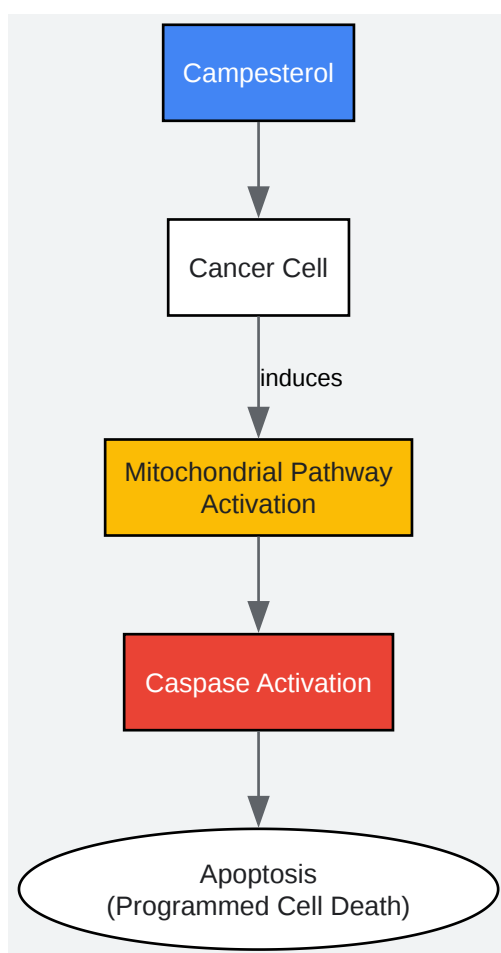 Campesterol
Cancer Cell
induces
Mitochondrial Pathway
Activation
Caspase Activation
Apoptosis
(Programmed Cell Death)